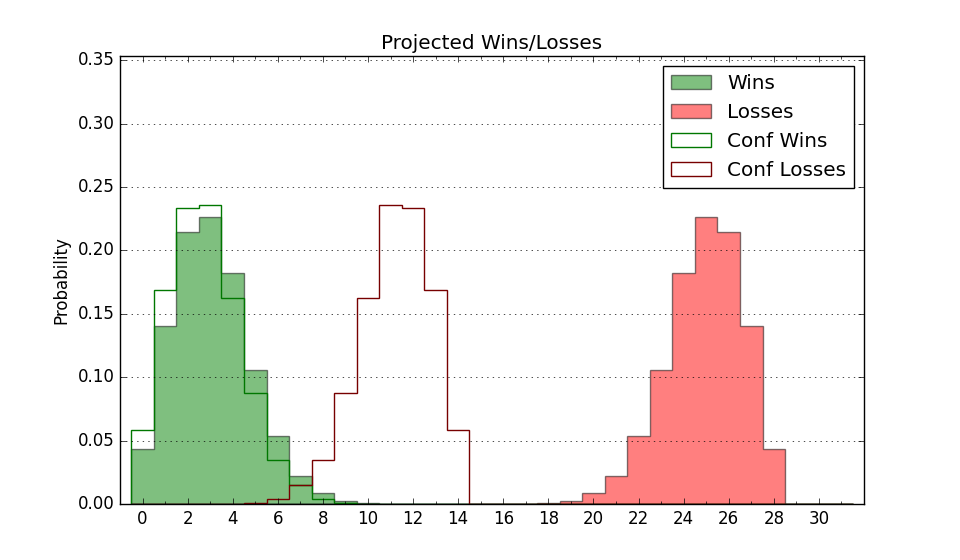 Projected Wins/Losses
0.35
0.30
0.25
0.20
0.15
0.10
0.05
0.00
Probability
Wins
Losses
Conf Wins
Conf Losses
0 2 4 6 8 10 12 14 16 18 20 22 24 26 28 30